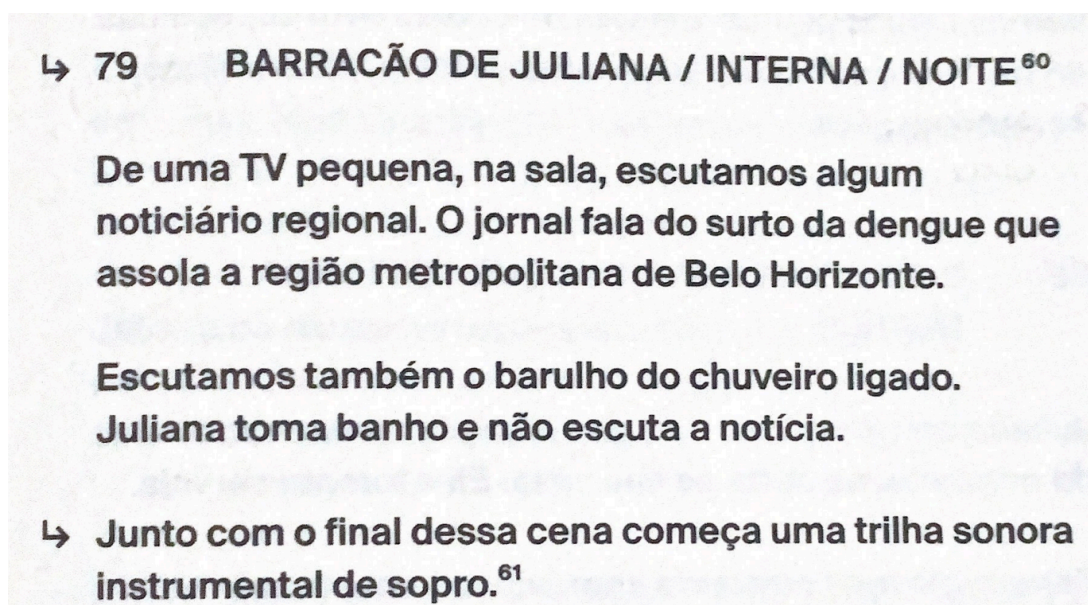 ↳ 79 BARRACÃO DE JULIANA / INTERNA / NOITE⁶⁰
De uma TV pequena, na sala, escutamos algum
noticiário regional. O jornal fala do surto da dengue que
assola a região metropolitana de Belo Horizonte.
Escutamos também o barulho do chuveiro ligado.
Juliana toma banho e não escuta a notícia.
↳ Junto com o final dessa cena começa uma trilha sonora
instrumental de sopro.⁶¹